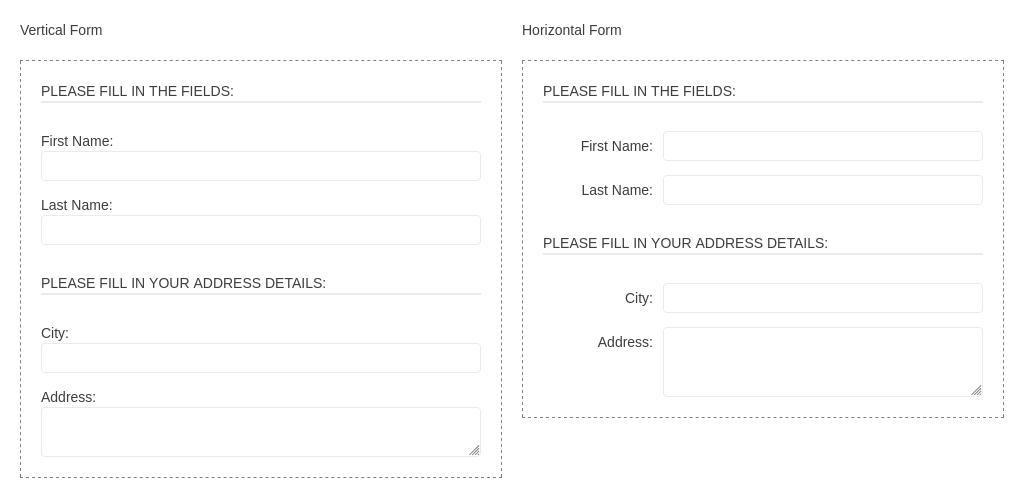 Vertical Form
PLEASE FILL IN THE FIELDS:
First Name:
Last Name:
PLEASE FILL IN YOUR ADDRESS DETAILS:
City:
Address:
Horizontal Form
PLEASE FILL IN THE FIELDS:
First Name:
Last Name:
PLEASE FILL IN YOUR ADDRESS DETAILS:
City:
Address: